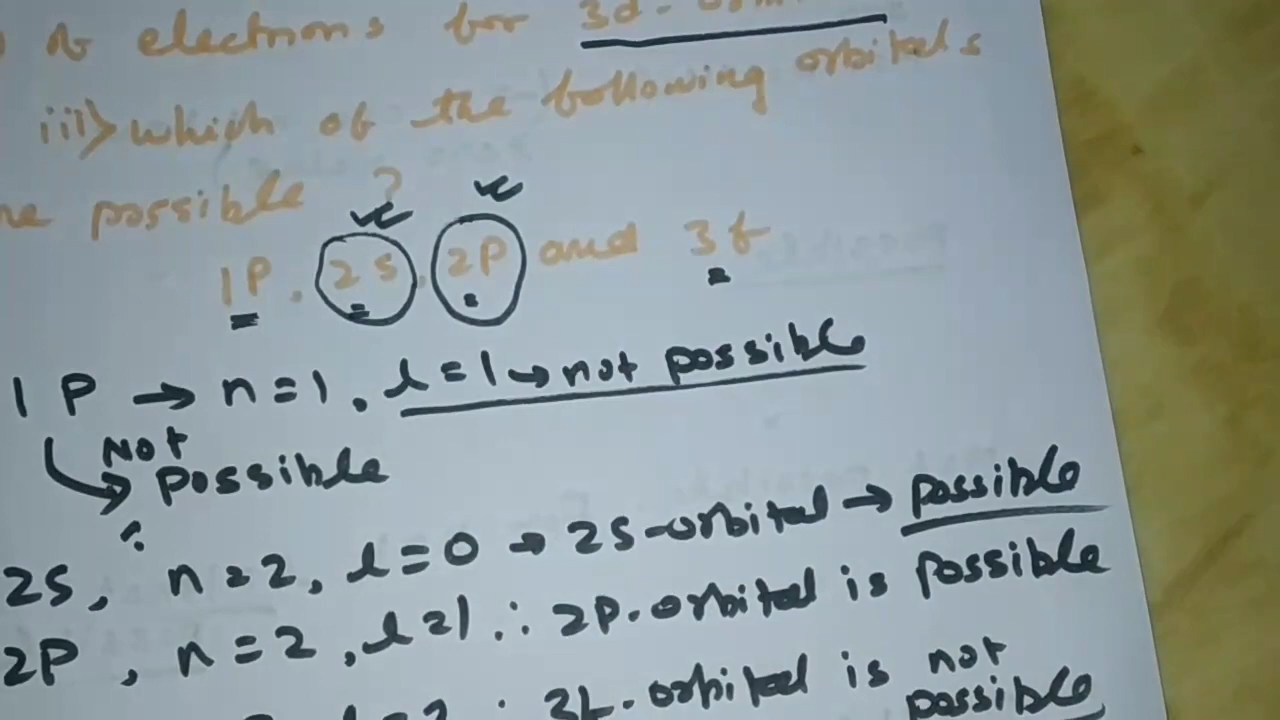 of electrons for 3d-
iii) which of the following orbitals
possible ?
1P, 2s, 2P and 3f
1P → n=1, l=1 → not possible
Not
possible
2s, n=2, l=0 → 2s-orbital → possible
2P, n=2, l=1 ∴ 2P-orbital is possible
3f-orbital is not
possible